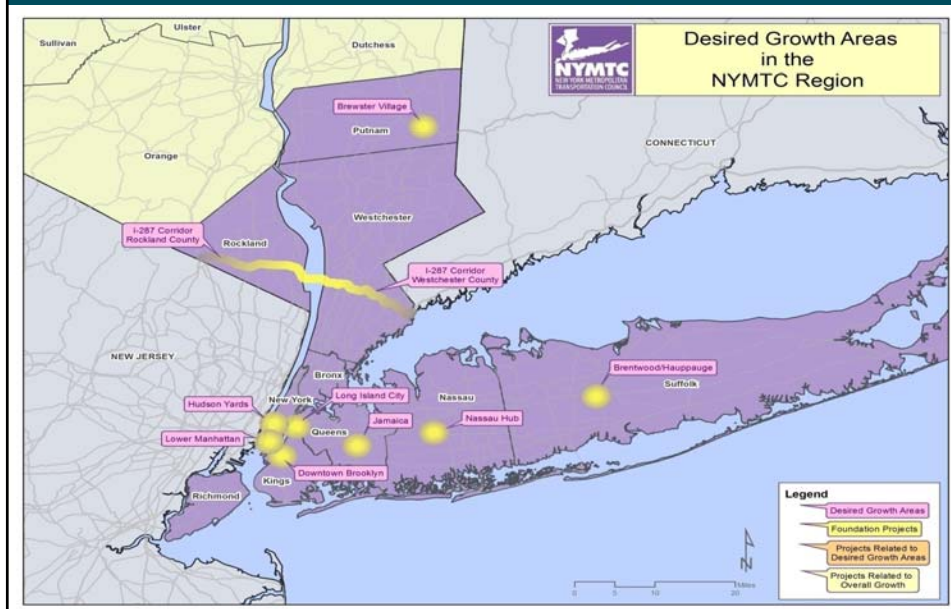 Desired Growth Areas
in the
NYMTC Region
NYMTC
NEW YORK METROPOLITAN
TRANSPORTATION COUNCIL
Sullivan
Ulster
Dutchess
Brewster Village
Putnam
CONNECTICUT
Orange
Westchester
I-287 Corridor
Rockland County
Rockland
I-287 Corridor
Westchester County
NEW JERSEY
Bronx
Brentwood/Hauppauge
Suffolk
Nassau
Long Island City
New York
Hudson Yards
Queens
Jamaica
Nassau Hub
Lower Manhattan
Downtown Brooklyn
Kings
Richmond
Legend
Desired Growth Areas
Foundation Projects
Projects Related to
Desired Growth Areas
Projects Related to
Overall Growth
N
0 5 10 20
Miles